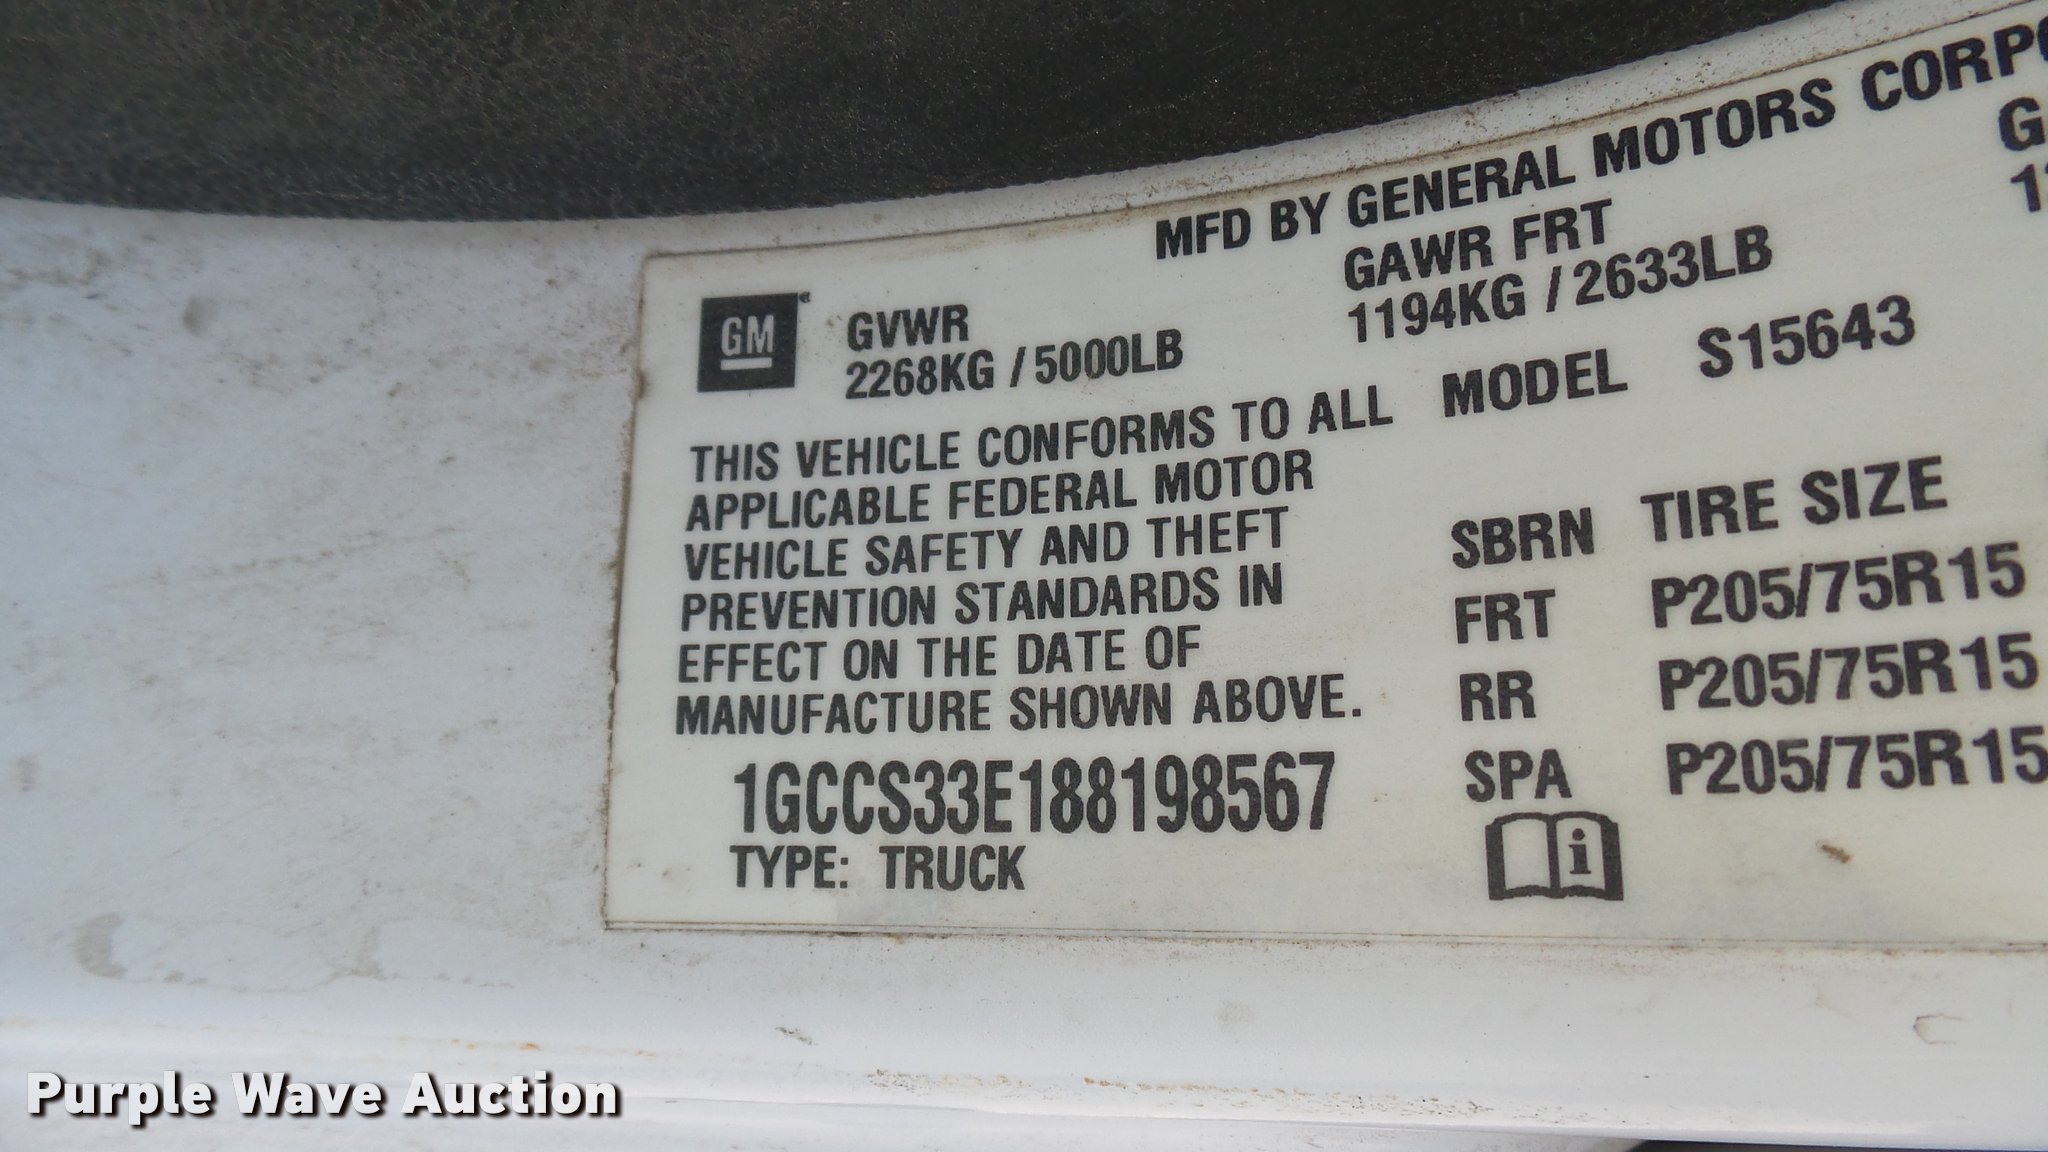 MFD BY GENERAL MOTORS CORPO
GM
GVWR
2268KG / 5000LB
GAWR FRT
1194KG / 2633LB
G
THIS VEHICLE CONFORMS TO ALL
APPLICABLE FEDERAL MOTOR
VEHICLE SAFETY AND THEFT
PREVENTION STANDARDS IN
EFFECT ON THE DATE OF
MANUFACTURE SHOWN ABOVE.
1GCCS33E188198567
TYPE: TRUCK
MODEL S15643
SBRN TIRE SIZE
FRT P205/75R15
RR P205/75R15
SPA P205/75R15
i
Purple Wave Auction